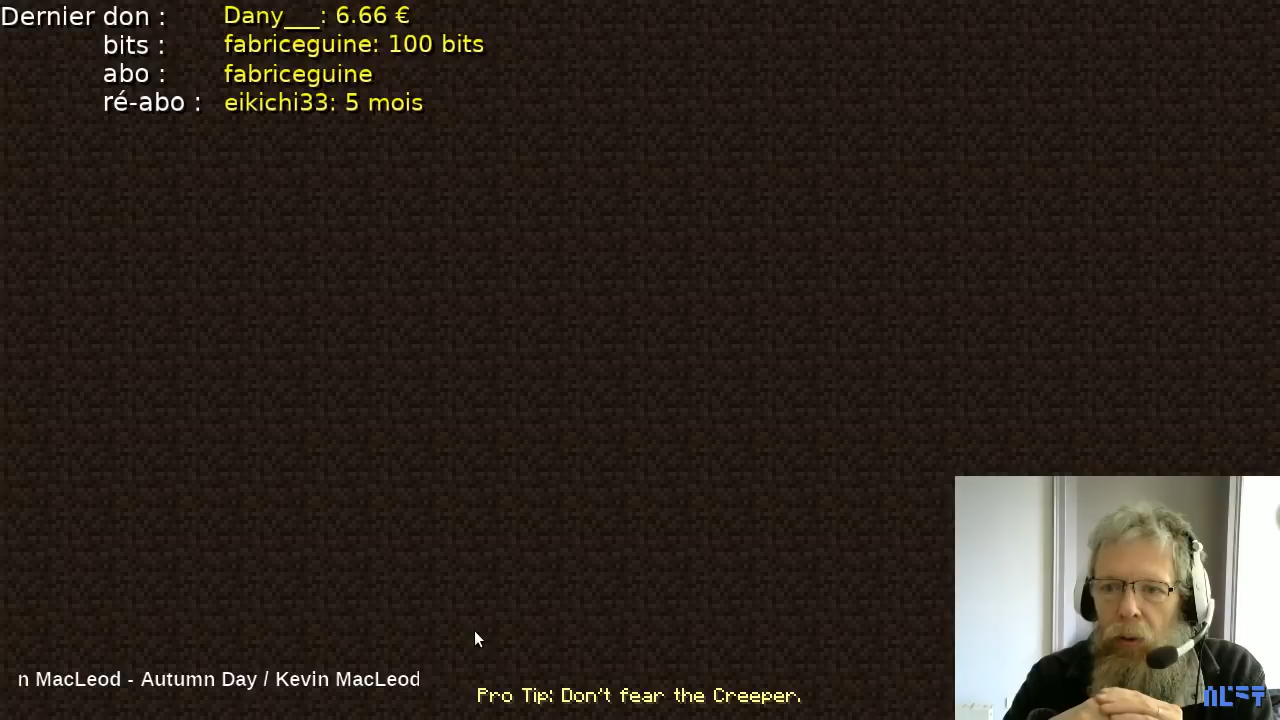 Dernier don : Dany___: 6.66 €
bits : fabriceguine: 100 bits
abo : fabriceguine
ré-abo : eikichi33: 5 mois
n MacLeod - Autumn Day / Kevin MacLeod
Pro Tip: Don't fear the Creeper.